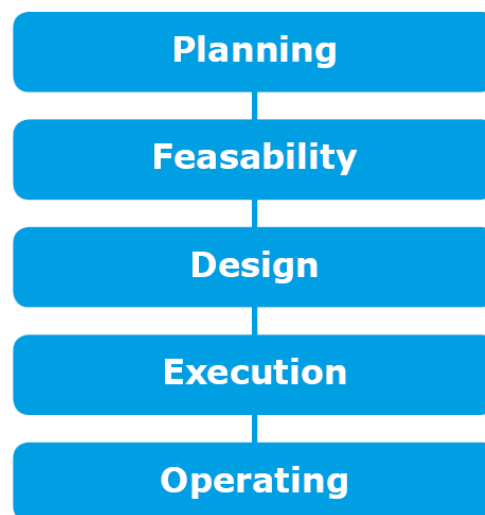 Planning
Feasability
Design
Execution
Operating